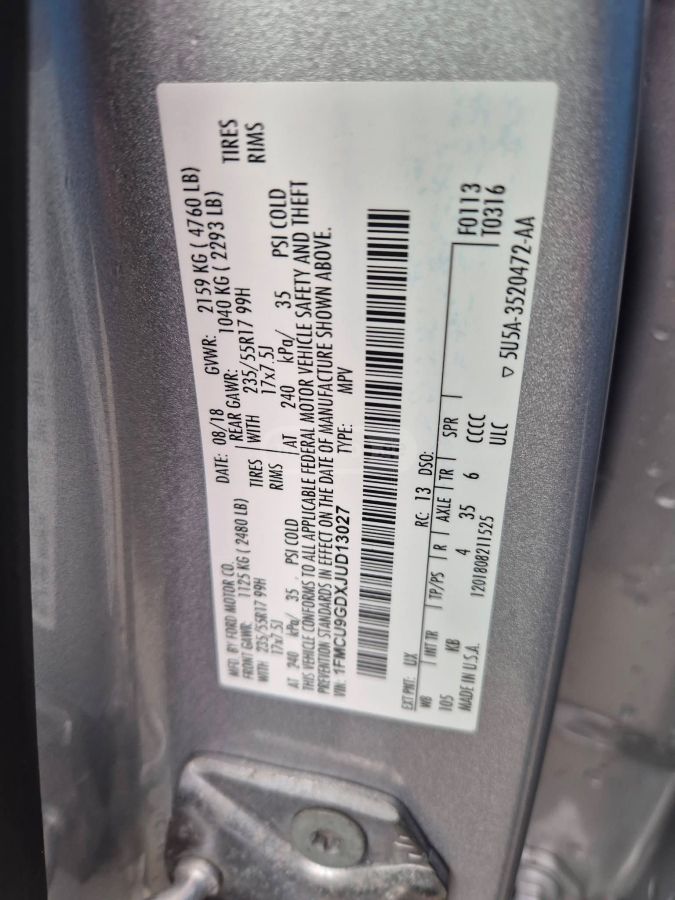 MFD. BY FORD MOTOR CO.
DATE: 08/18 GVWR: 2159 KG ( 4760 LB)
FRONT GAWR: 1125 KG ( 2480 LB) REAR GAWR: 1040 KG ( 2293 LB)
WITH 235/55R17 99H TIRES WITH 235/55R17 99H TIRES
17x7.5J RIMS 17x7.5J RIMS
AT 240 kPa/ 35 PSI COLD AT 240 kPa/ 35 PSI COLD
THIS VEHICLE CONFORMS TO ALL APPLICABLE FEDERAL MOTOR VEHICLE SAFETY AND THEFT
PREVENTION STANDARDS IN EFFECT ON THE DATE OF MANUFACTURE SHOWN ABOVE.
VIN: 1FMCU9GDXJUD13027 TYPE: MPV
EXT PNT: UX RC: 13 DSO:
WB INT TR TP/PS R AXLE TR SPR
105 KB 4 35 6 CCCC F0113
MADE IN U.S.A. 1201808211525 ULC T0316
▽ 5U5A-3520472-AA